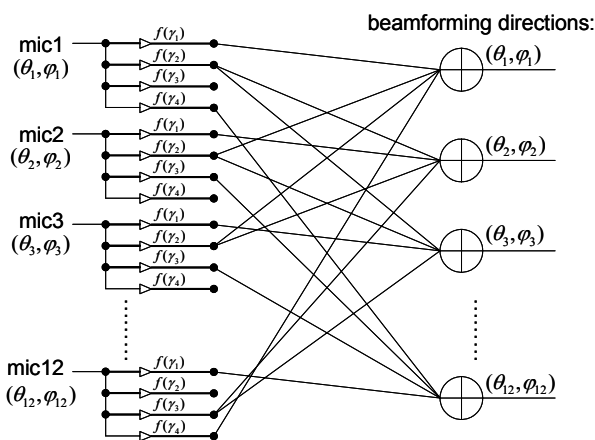 beamforming directions:
mic1
(θ₁,φ₁)
f(γ₁)
f(γ₂)
f(γ₃)
f(γ₄)
(θ₁,φ₁)
mic2
(θ₂,φ₂)
f(γ₁)
f(γ₂)
f(γ₃)
f(γ₄)
(θ₂,φ₂)
mic3
(θ₃,φ₃)
f(γ₁)
f(γ₂)
f(γ₃)
f(γ₄)
(θ₃,φ₃)
mic12
(θ₁₂,φ₁₂)
f(γ₁)
f(γ₂)
f(γ₃)
f(γ₄)
(θ₁₂,φ₁₂)